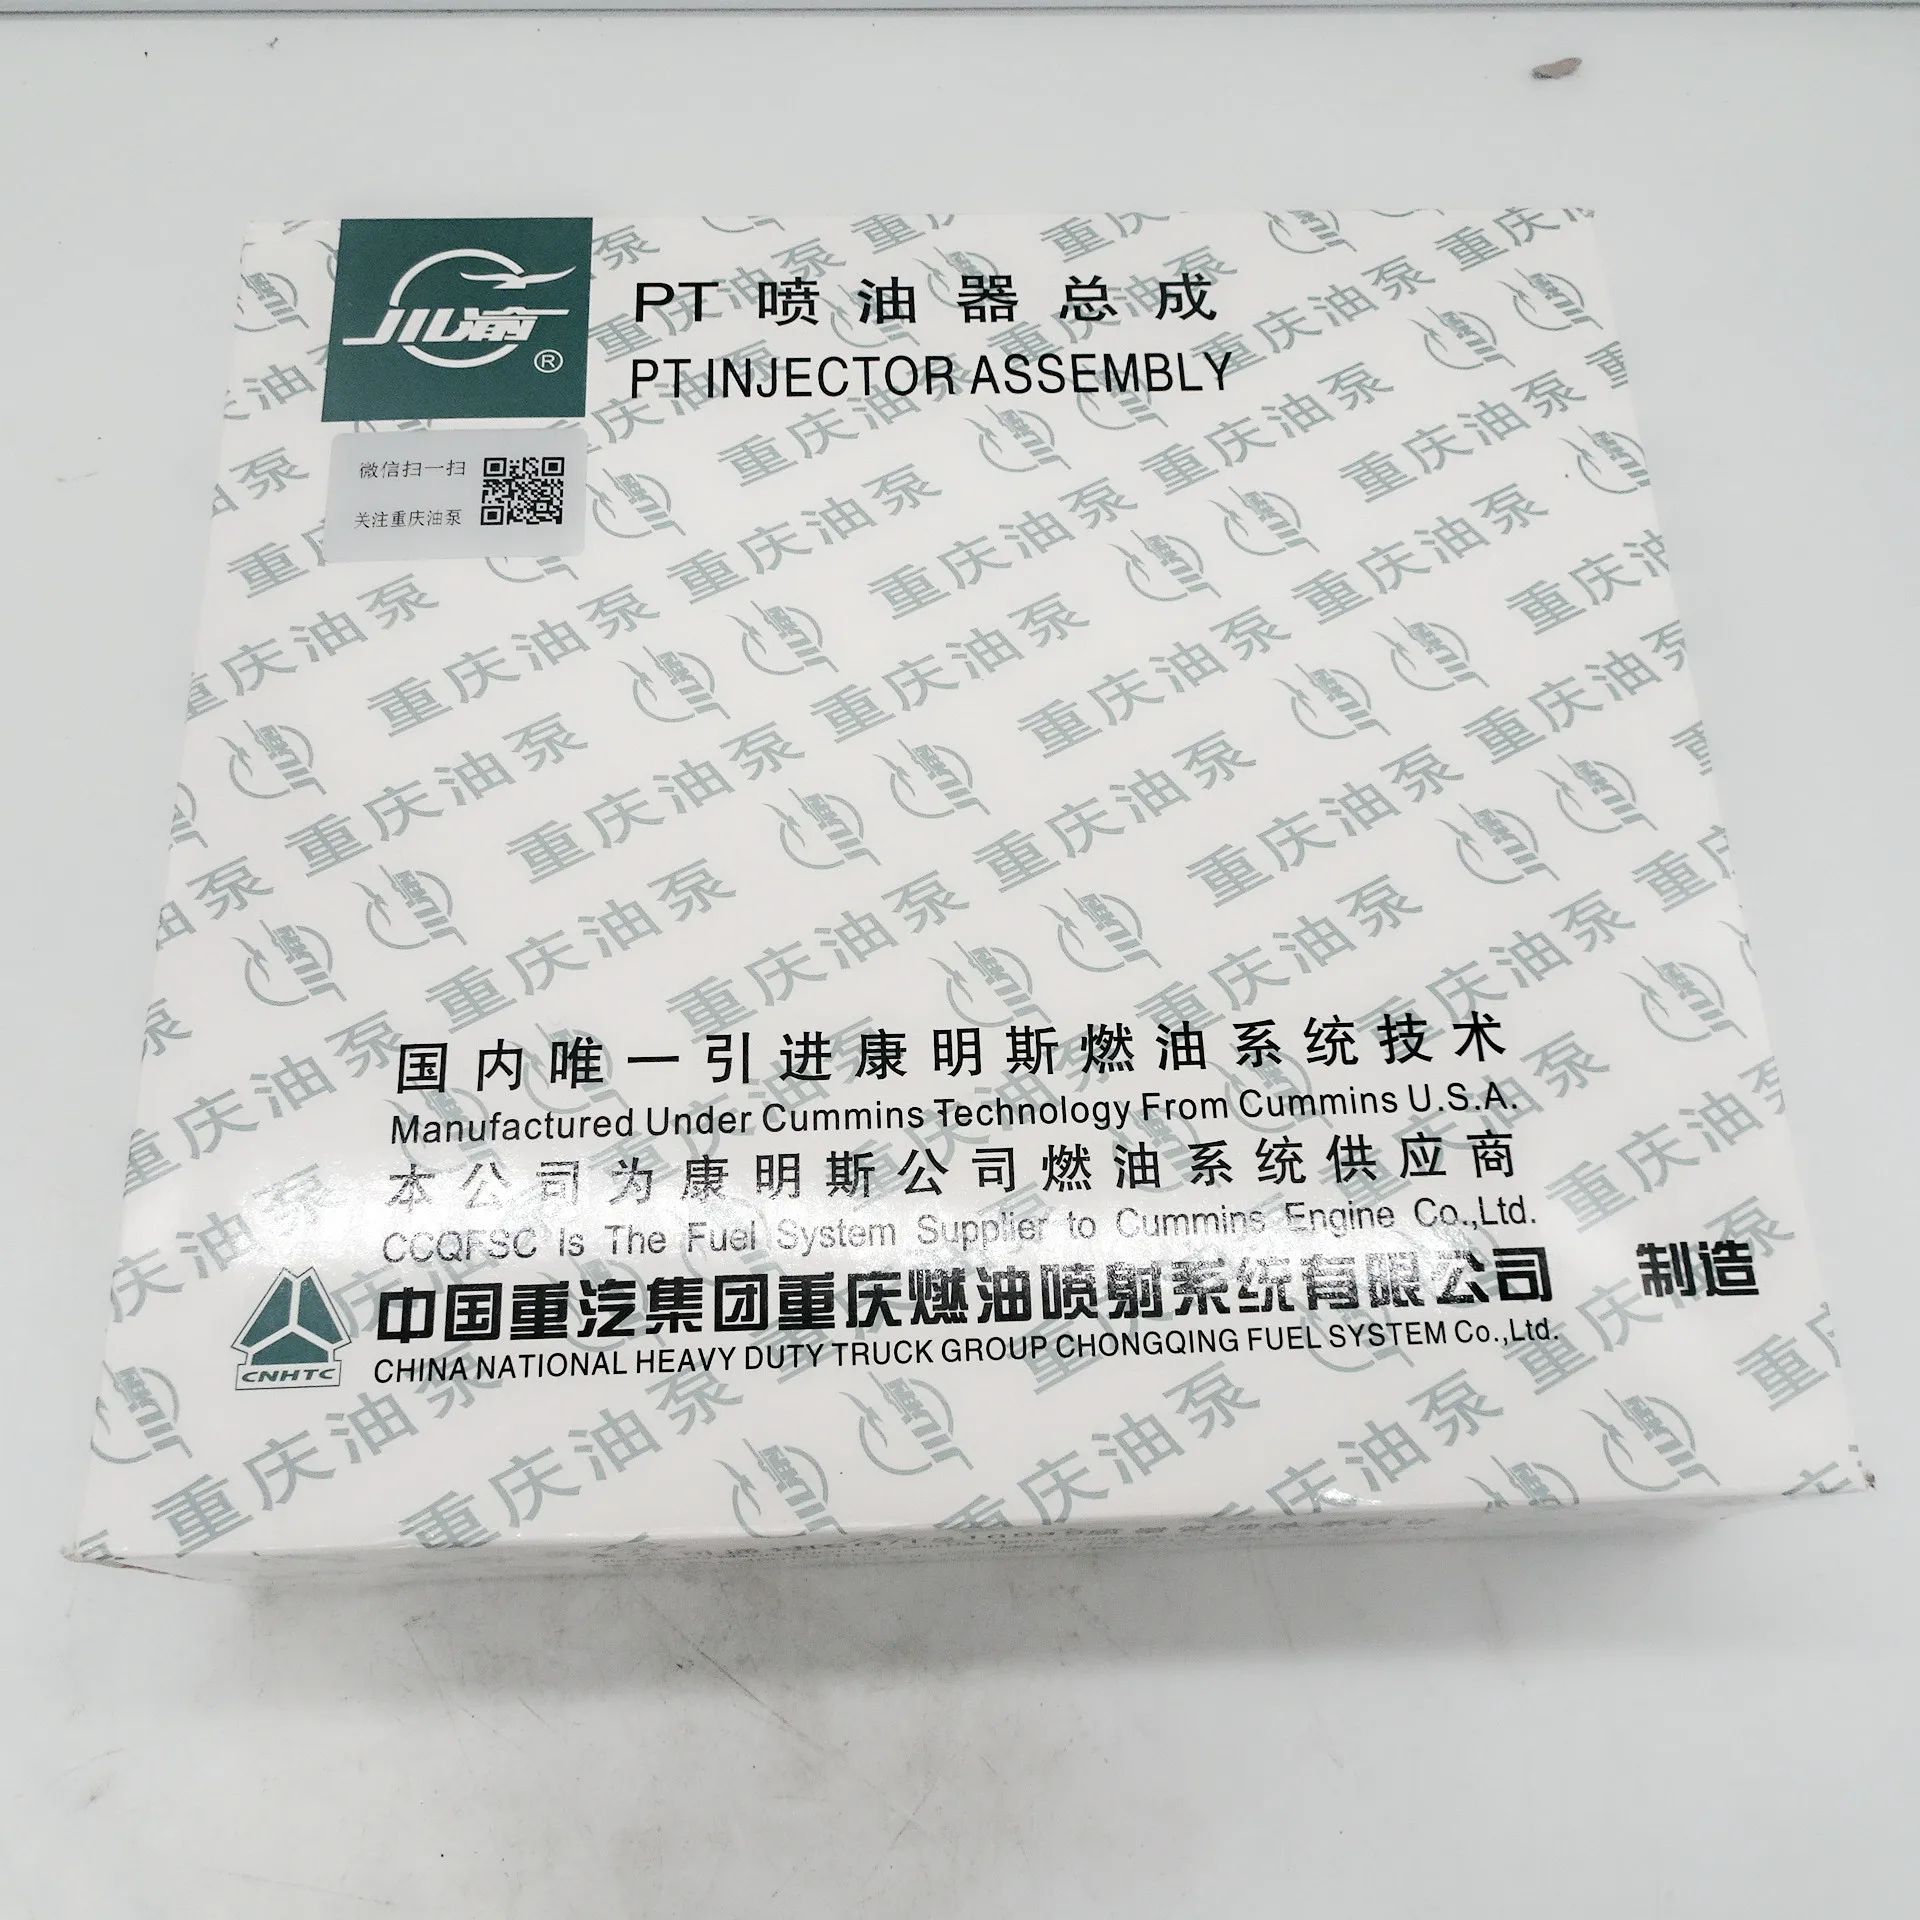 川渝
®
PT 喷油器总成
PT INJECTOR ASSEMBLY
微信扫一扫
关注重庆油泵
重庆油泵
国内唯一引进康明斯燃油系统技术
Manufactured Under Cummins Technology From Cummins U.S.A.
本公司为康明斯公司燃油系统供应商
CCQFSC Is The Fuel System Supplier to Cummins Engine Co.,Ltd.
中国重汽集团重庆燃油喷射系统有限公司 制造
CHINA NATIONAL HEAVY DUTY TRUCK GROUP CHONGQING FUEL SYSTEM Co.,Ltd.
CNHTC